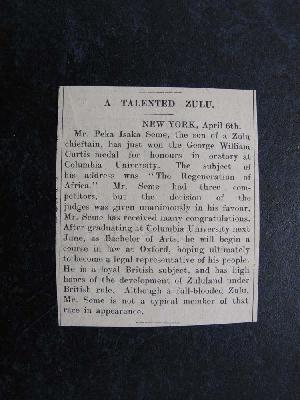 A TALENTED ZULU.
NEW YORK, April 6th.
Mr. Peka Isaka Seme, the son of a Zulu
chieftain, has just won the George William
Curtis medal for honours in oratory at
Columbia University. The subject of
his address was "The Regeneration of
Africa." Mr. Seme had three com-
petitors, but the decision of the
judges was given unanimously in his favour.
Mr. Seme has received many congratulations.
After graduating at Columbia University next
June, as Bachelor of Arts, he will begin a
course in law at Oxford, hoping ultimately
to become a legal representative of his people.
He is a loyal British subject, and has high
hopes of the development of Zululand under
British rule. Although a full-blooded Zulu,
Mr. Seme is not a typical member of that
race in appearance.